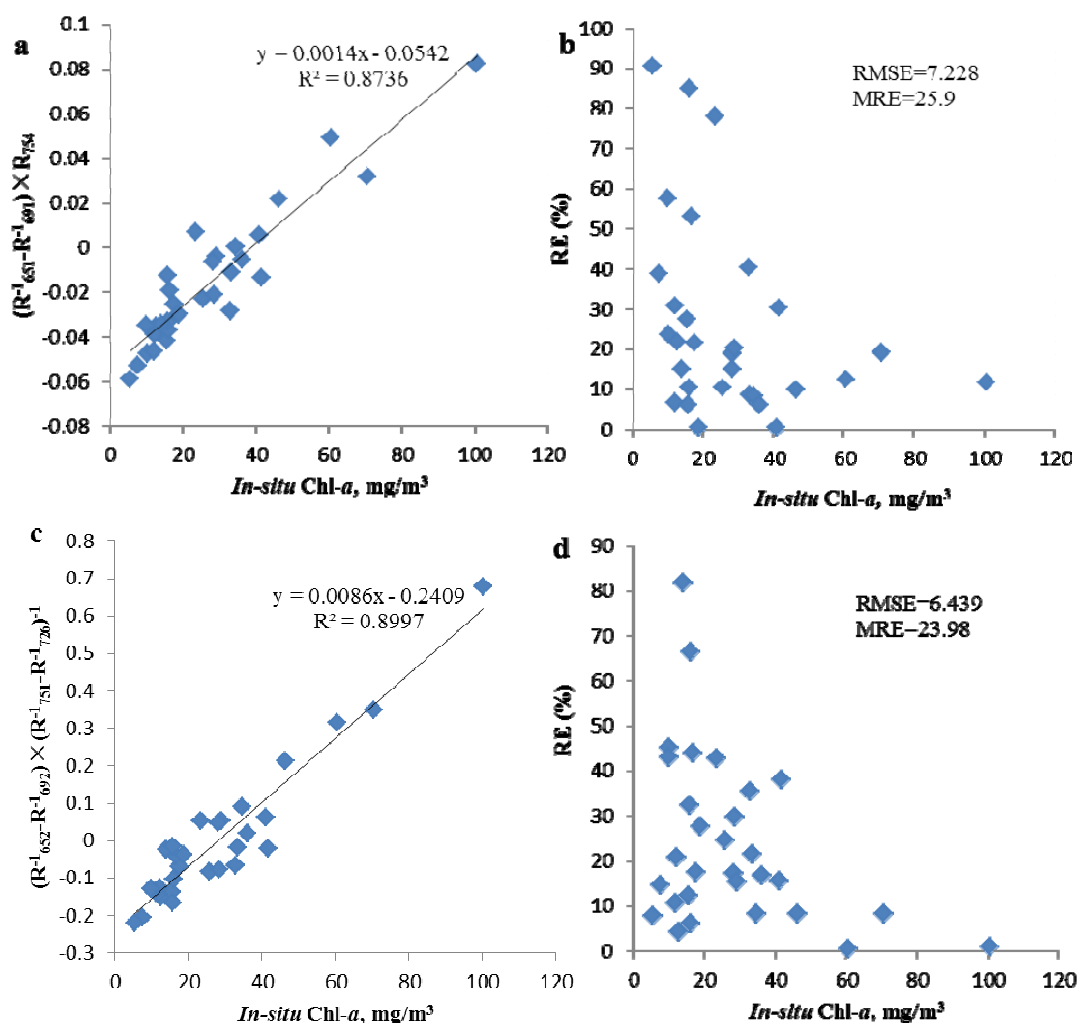 a
y = 0.0014x - 0.0542
R² = 0.8736
0.1
0.08
0.06
0.04
0.02
0
-0.02
-0.04
-0.06
-0.08
(R⁻¹₆₅₁-R⁻¹₆₉₁) × R₇₅₄
0 20 40 60 80 100 120
In-situ Chl-a, mg/m³
b
RMSE=7.228
MRE=25.9
100
90
80
70
60
50
40
30
20
10
0
RE (%)
0 20 40 60 80 100 120
In-situ Chl-a, mg/m³
c
y = 0.0086x - 0.2409
R² = 0.8997
0.8
0.7
0.6
0.5
0.4
0.3
0.2
0.1
0
-0.1
-0.2
-0.3
(R⁻¹₆₅₂-R⁻¹₆₉₂) × (R⁻¹₇₅₁-R⁻¹₇₂₆)⁻¹
0 20 40 60 80 100 120
In-situ Chl-a, mg/m³
d
RMSE=6.439
MRE=23.98
90
80
70
60
50
40
30
20
10
0
RE (%)
0 20 40 60 80 100 120
In-situ Chl-a, mg/m³